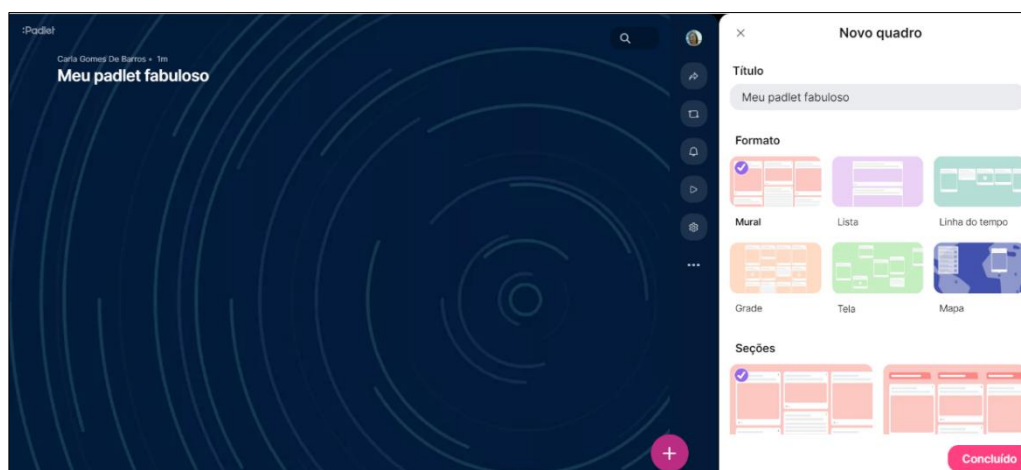 :Padlet
Carla Gomes De Barros • 1m
Meu padlet fabuloso
Novo quadro
Título
Meu padlet fabuloso
Formato
Mural
Lista
Linha do tempo
Grade
Tela
Mapa
Seções
Concluído